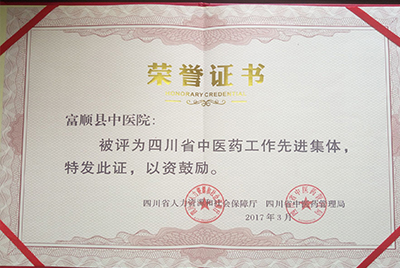 荣誉证书
HONORARY CREDENTIAL
富顺县中医院：
被评为四川省中医药工作先进集体，
特发此证，以资鼓励。
四川省人力资源和社会保障厅 四川省中医药管理局
2017年3月